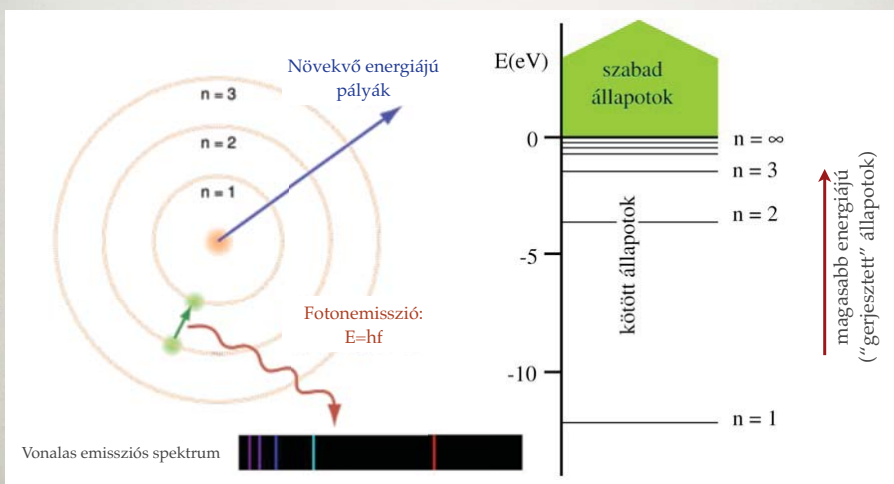 Növekvő energiájú
pályák
n = 3
n = 2
n = 1
Fotonemisszió:
E=hf
Vonalas emissziós spektrum
E(eV)
szabad
állapotok
0
-5
-10
kötött állapotok
n = ∞
n = 3
n = 2
n = 1
magasabb energiájú
("gerjesztett" állapotok)